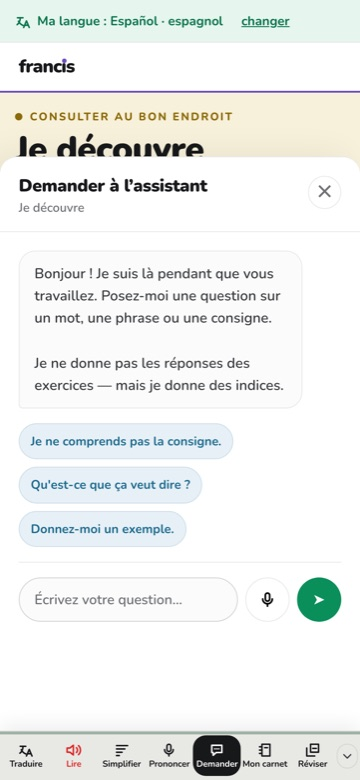 Ma langue : Español · espagnol changer
francis
CONSULTER AU BON ENDROIT
Je découvre
Demander à l’assistant
Je découvre
Bonjour ! Je suis là pendant que vous
travaillez. Posez-moi une question sur
un mot, une phrase ou une consigne.
Je ne donne pas les réponses des
exercices — mais je donne des indices.
Je ne comprends pas la consigne.
Qu'est-ce que ça veut dire ?
Donnez-moi un exemple.
Écrivez votre question...
Traduire Lire Simplifier Prononcer Demander Mon carnet Réviser